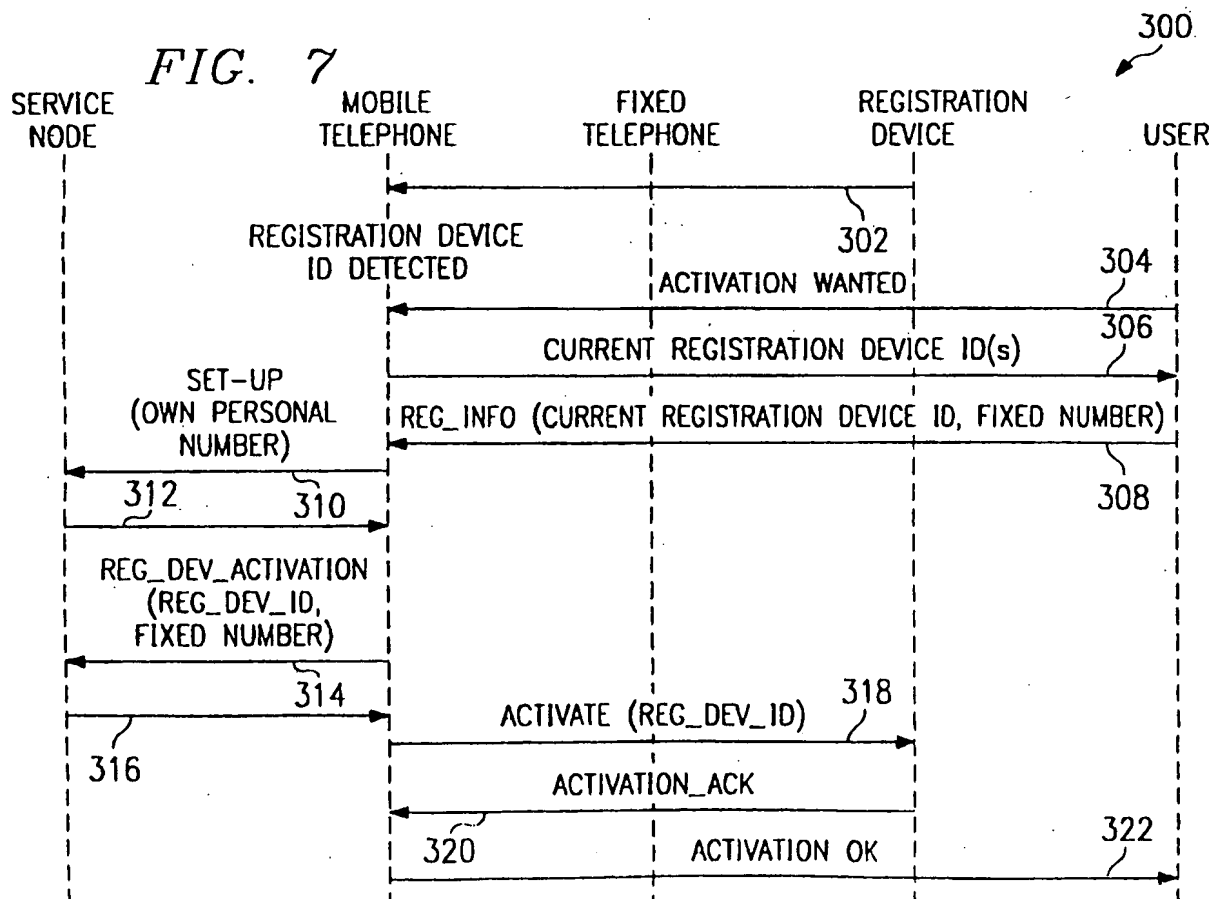 300
FIG. 7
SERVICE NODE
MOBILE TELEPHONE
FIXED TELEPHONE
REGISTRATION DEVICE
USER
302
REGISTRATION DEVICE
ID DETECTED
304
ACTIVATION WANTED
306
CURRENT REGISTRATION DEVICE ID(s)
SET-UP
(OWN PERSONAL
NUMBER)
REG_INFO (CURRENT REGISTRATION DEVICE ID, FIXED NUMBER)
308
310
312
REG_DEV_ACTIVATION
(REG_DEV_ID,
FIXED NUMBER)
314
316
318
ACTIVATE (REG_DEV_ID)
ACTIVATION_ACK
320
ACTIVATION OK
322